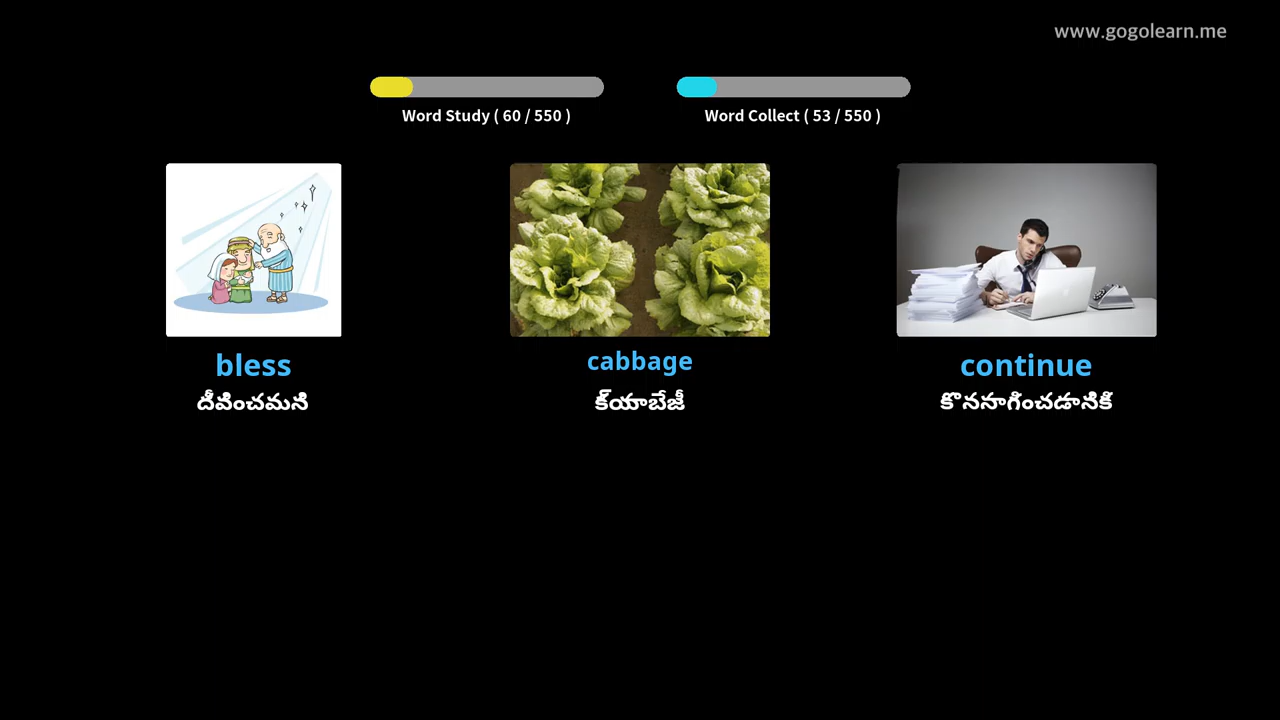 www.gogolearn.me
Word Study ( 60 / 550 )
Word Collect ( 53 / 550 )
bless
cabbage
continue
దీవించమని
క్యాబేజీ
కొనసాగించడానికి